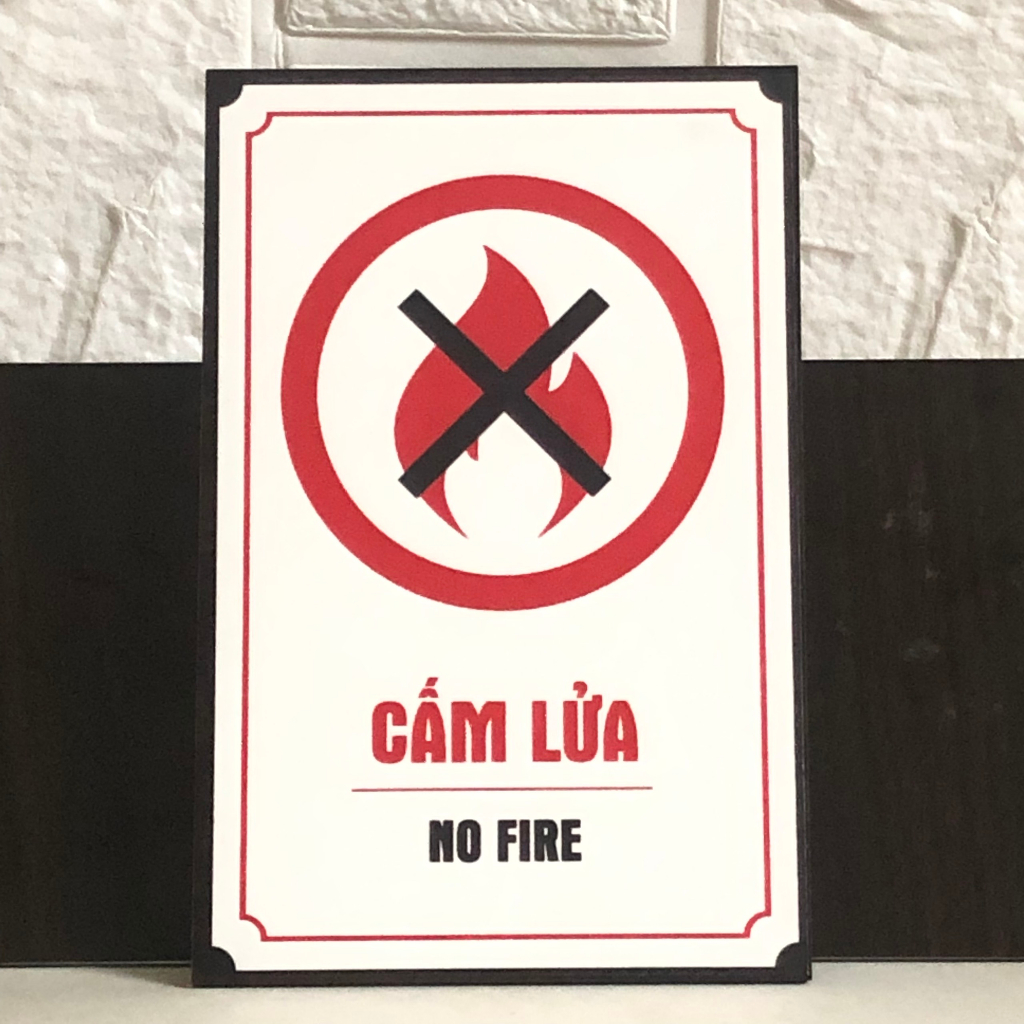 CẤM LỬA
NO FIRE